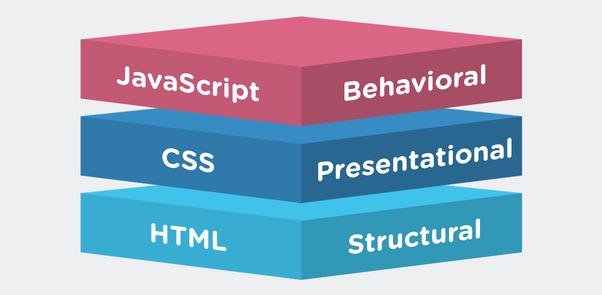 JavaScript Behavioral
CSS Presentational
HTML Structural